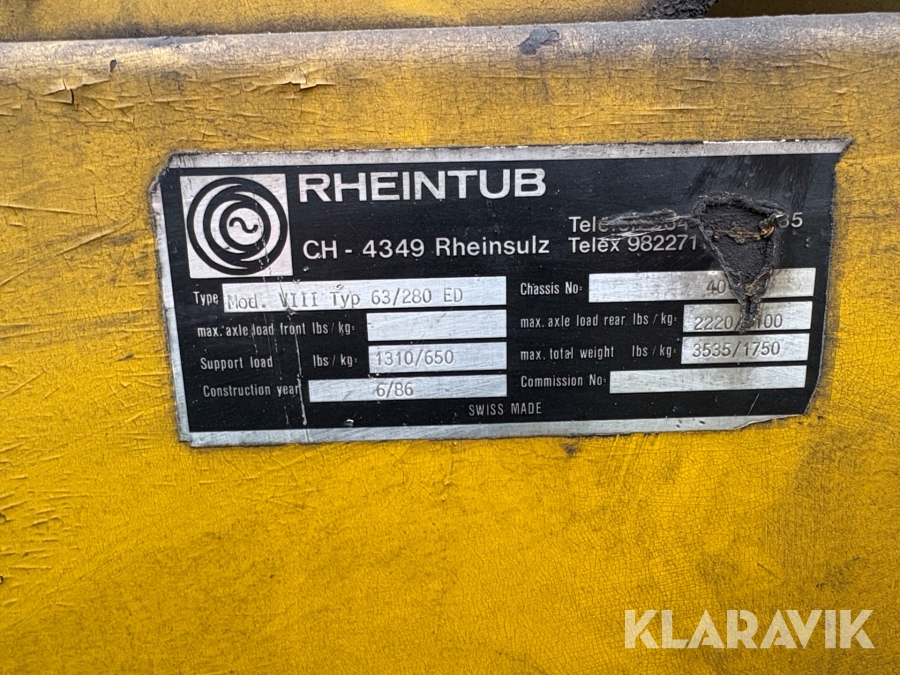 RHEINTUB
CH - 4349 Rheinsulz
Telex 982271
Type Mod. VIII Typ 63/280 ED
Chassis No: 40
max. axle load front lbs / kg:
max. axle load rear lbs / kg: 2220/
Support load lbs / kg: 1310/650
max. total weight lbs / kg: 3535/1750
Construction year 6/86
Commission No:
SWISS MADE
KLARAVIK